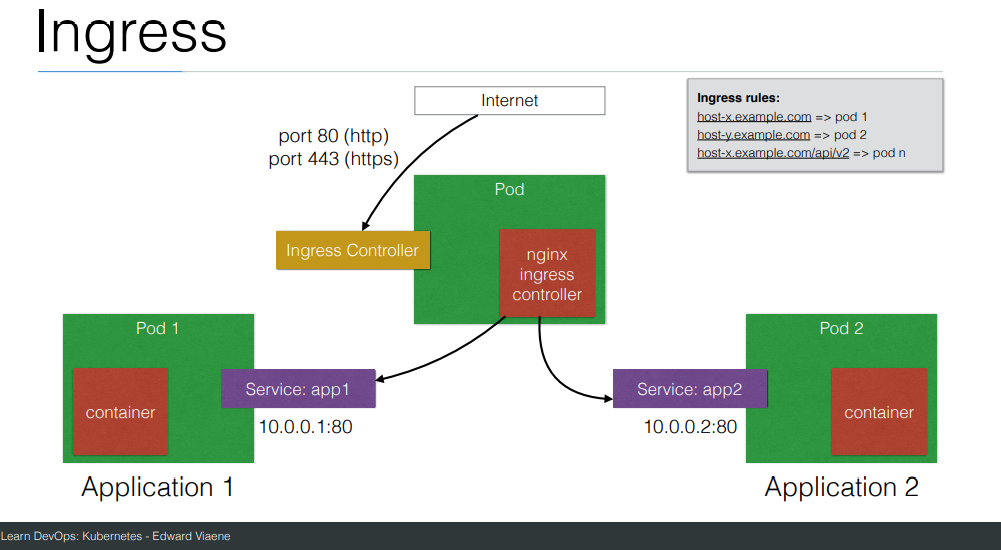 Ingress
Internet
Ingress rules:
host-x.example.com => pod 1
host-y.example.com => pod 2
host-x.example.com/api/v2 => pod n
port 80 (http)
port 443 (https)
Pod
Ingress Controller
nginx
ingress
controller
Pod 1
container
Service: app1
10.0.0.1:80
Application 1
Pod 2
Service: app2
container
10.0.0.2:80
Application 2
Learn DevOps: Kubernetes - Edward Viaene